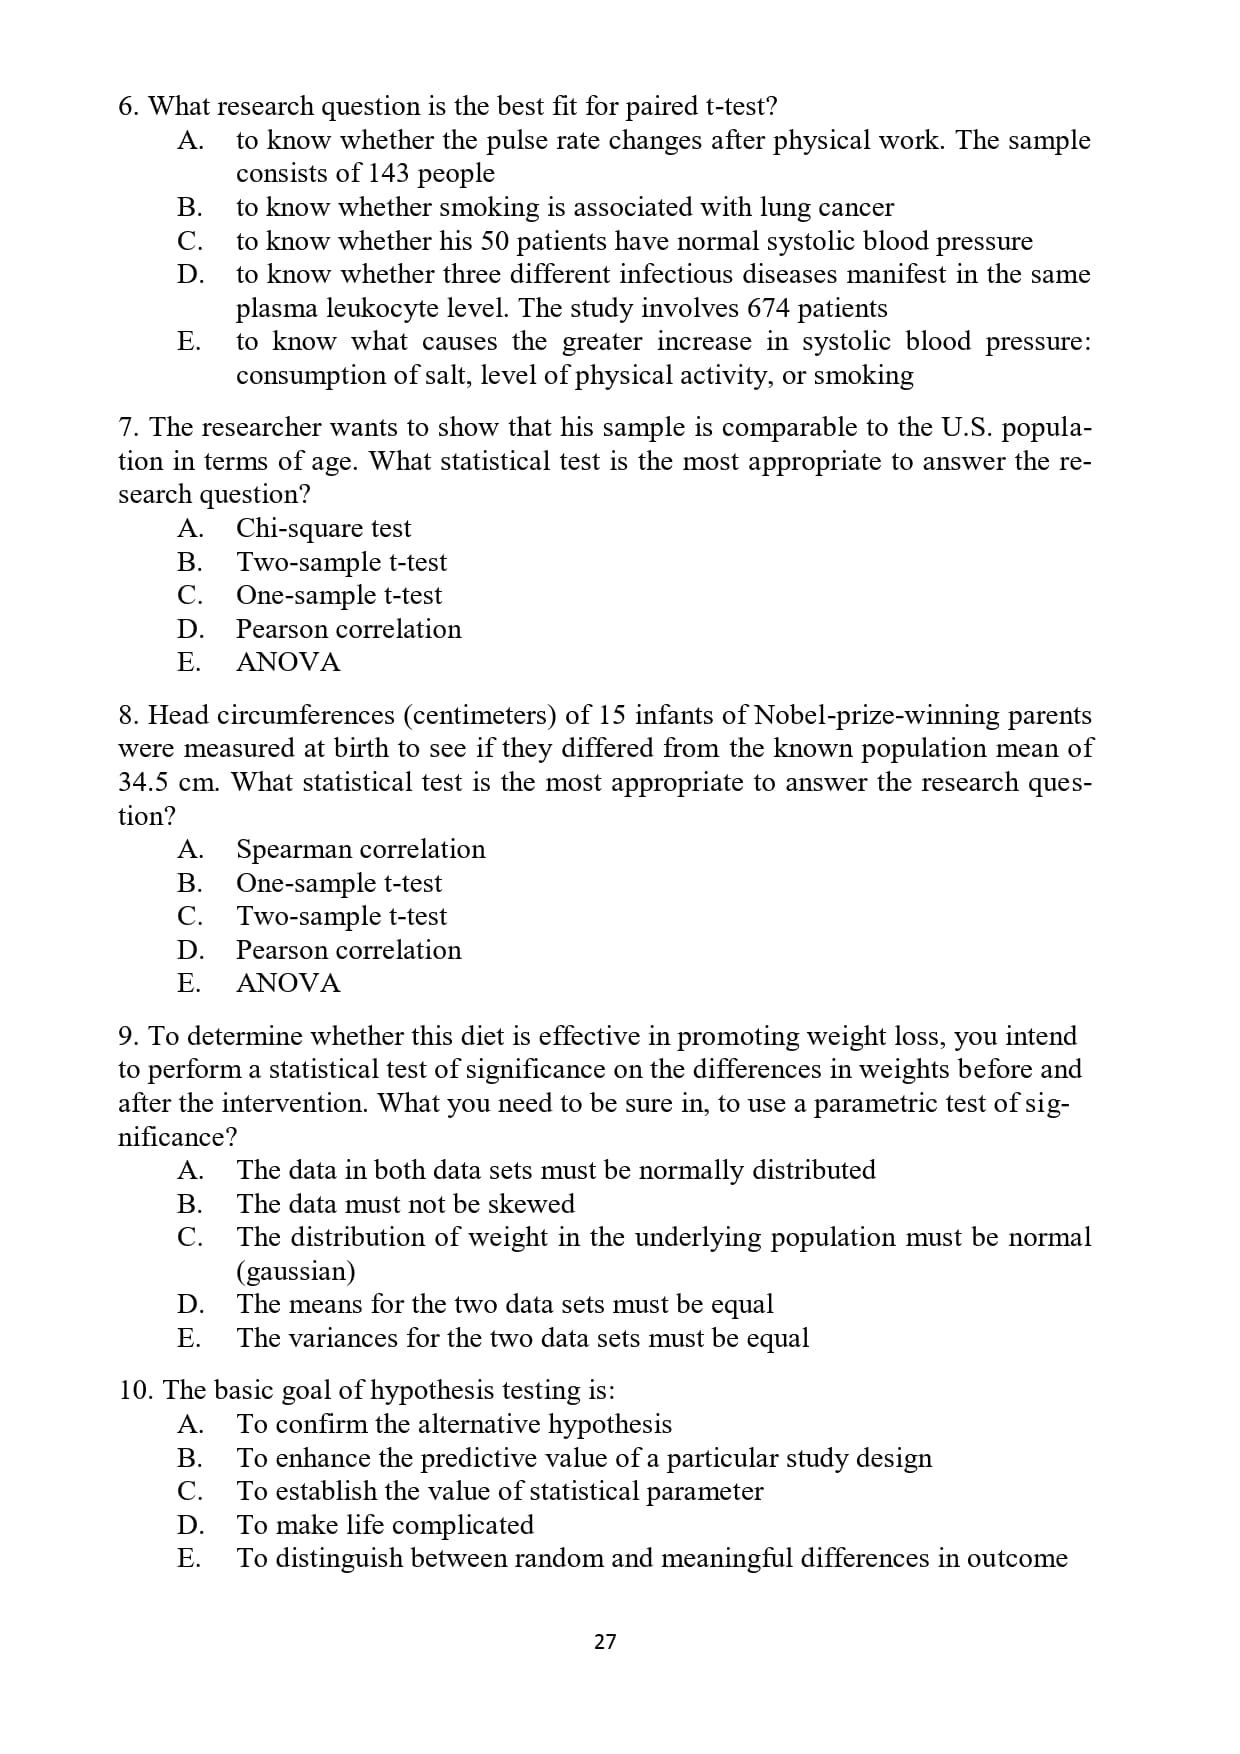 6. What research question is the best fit for paired t-test?
A. to know whether the pulse rate changes after physical work. The sample
consists of 143 people
B. to know whether smoking is associated with lung cancer
C. to know whether his 50 patients have normal systolic blood pressure
D. to know whether three different infectious diseases manifest in the same
plasma leukocyte level. The study involves 674 patients
E. to know what causes the greater increase in systolic blood pressure:
consumption of salt, level of physical activity, or smoking
7. The researcher wants to show that his sample is comparable to the U.S. popula-
tion in terms of age. What statistical test is the most appropriate to answer the re-
search question?
A. Chi-square test
B. Two-sample t-test
C. One-sample t-test
D. Pearson correlation
E. ANOVA
8. Head circumferences (centimeters) of 15 infants of Nobel-prize-winning parents
were measured at birth to see if they differed from the known population mean of
34.5 cm. What statistical test is the most appropriate to answer the research ques-
tion?
A. Spearman correlation
B. One-sample t-test
C. Two-sample t-test
D. Pearson correlation
E. ANOVA
9. To determine whether this diet is effective in promoting weight loss, you intend
to perform a statistical test of significance on the differences in weights before and
after the intervention. What you need to be sure in, to use a parametric test of sig-
nificance?
A. The data in both data sets must be normally distributed
B. The data must not be skewed
C. The distribution of weight in the underlying population must be normal
(gaussian)
D. The means for the two data sets must be equal
E. The variances for the two data sets must be equal
10. The basic goal of hypothesis testing is:
A. To confirm the alternative hypothesis
B. To enhance the predictive value of a particular study design
C. To establish the value of statistical parameter
D. To make life complicated
E. To distinguish between random and meaningful differences in outcome
27